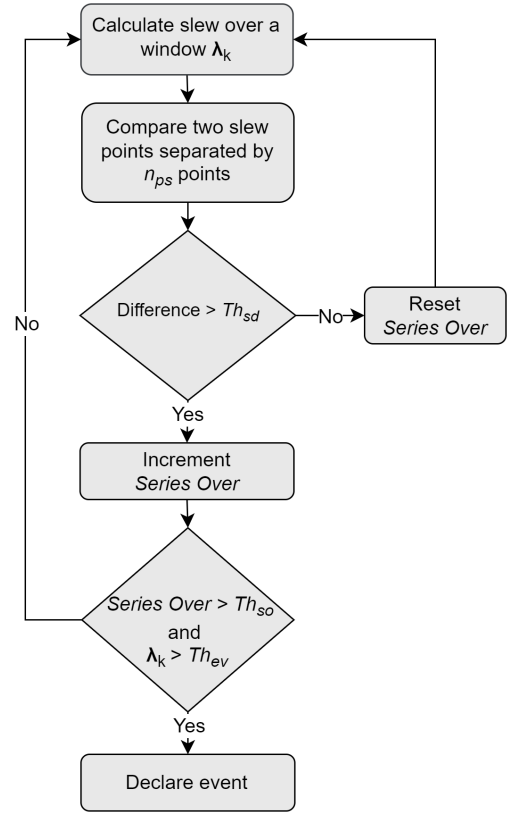 Calculate slew over a
window λk
Compare two slew
points separated by
nps points
Difference > Thsd
No
Reset
Series Over
No
Yes
Increment
Series Over
Series Over > Thso
and
λk > Thev
Yes
Declare event